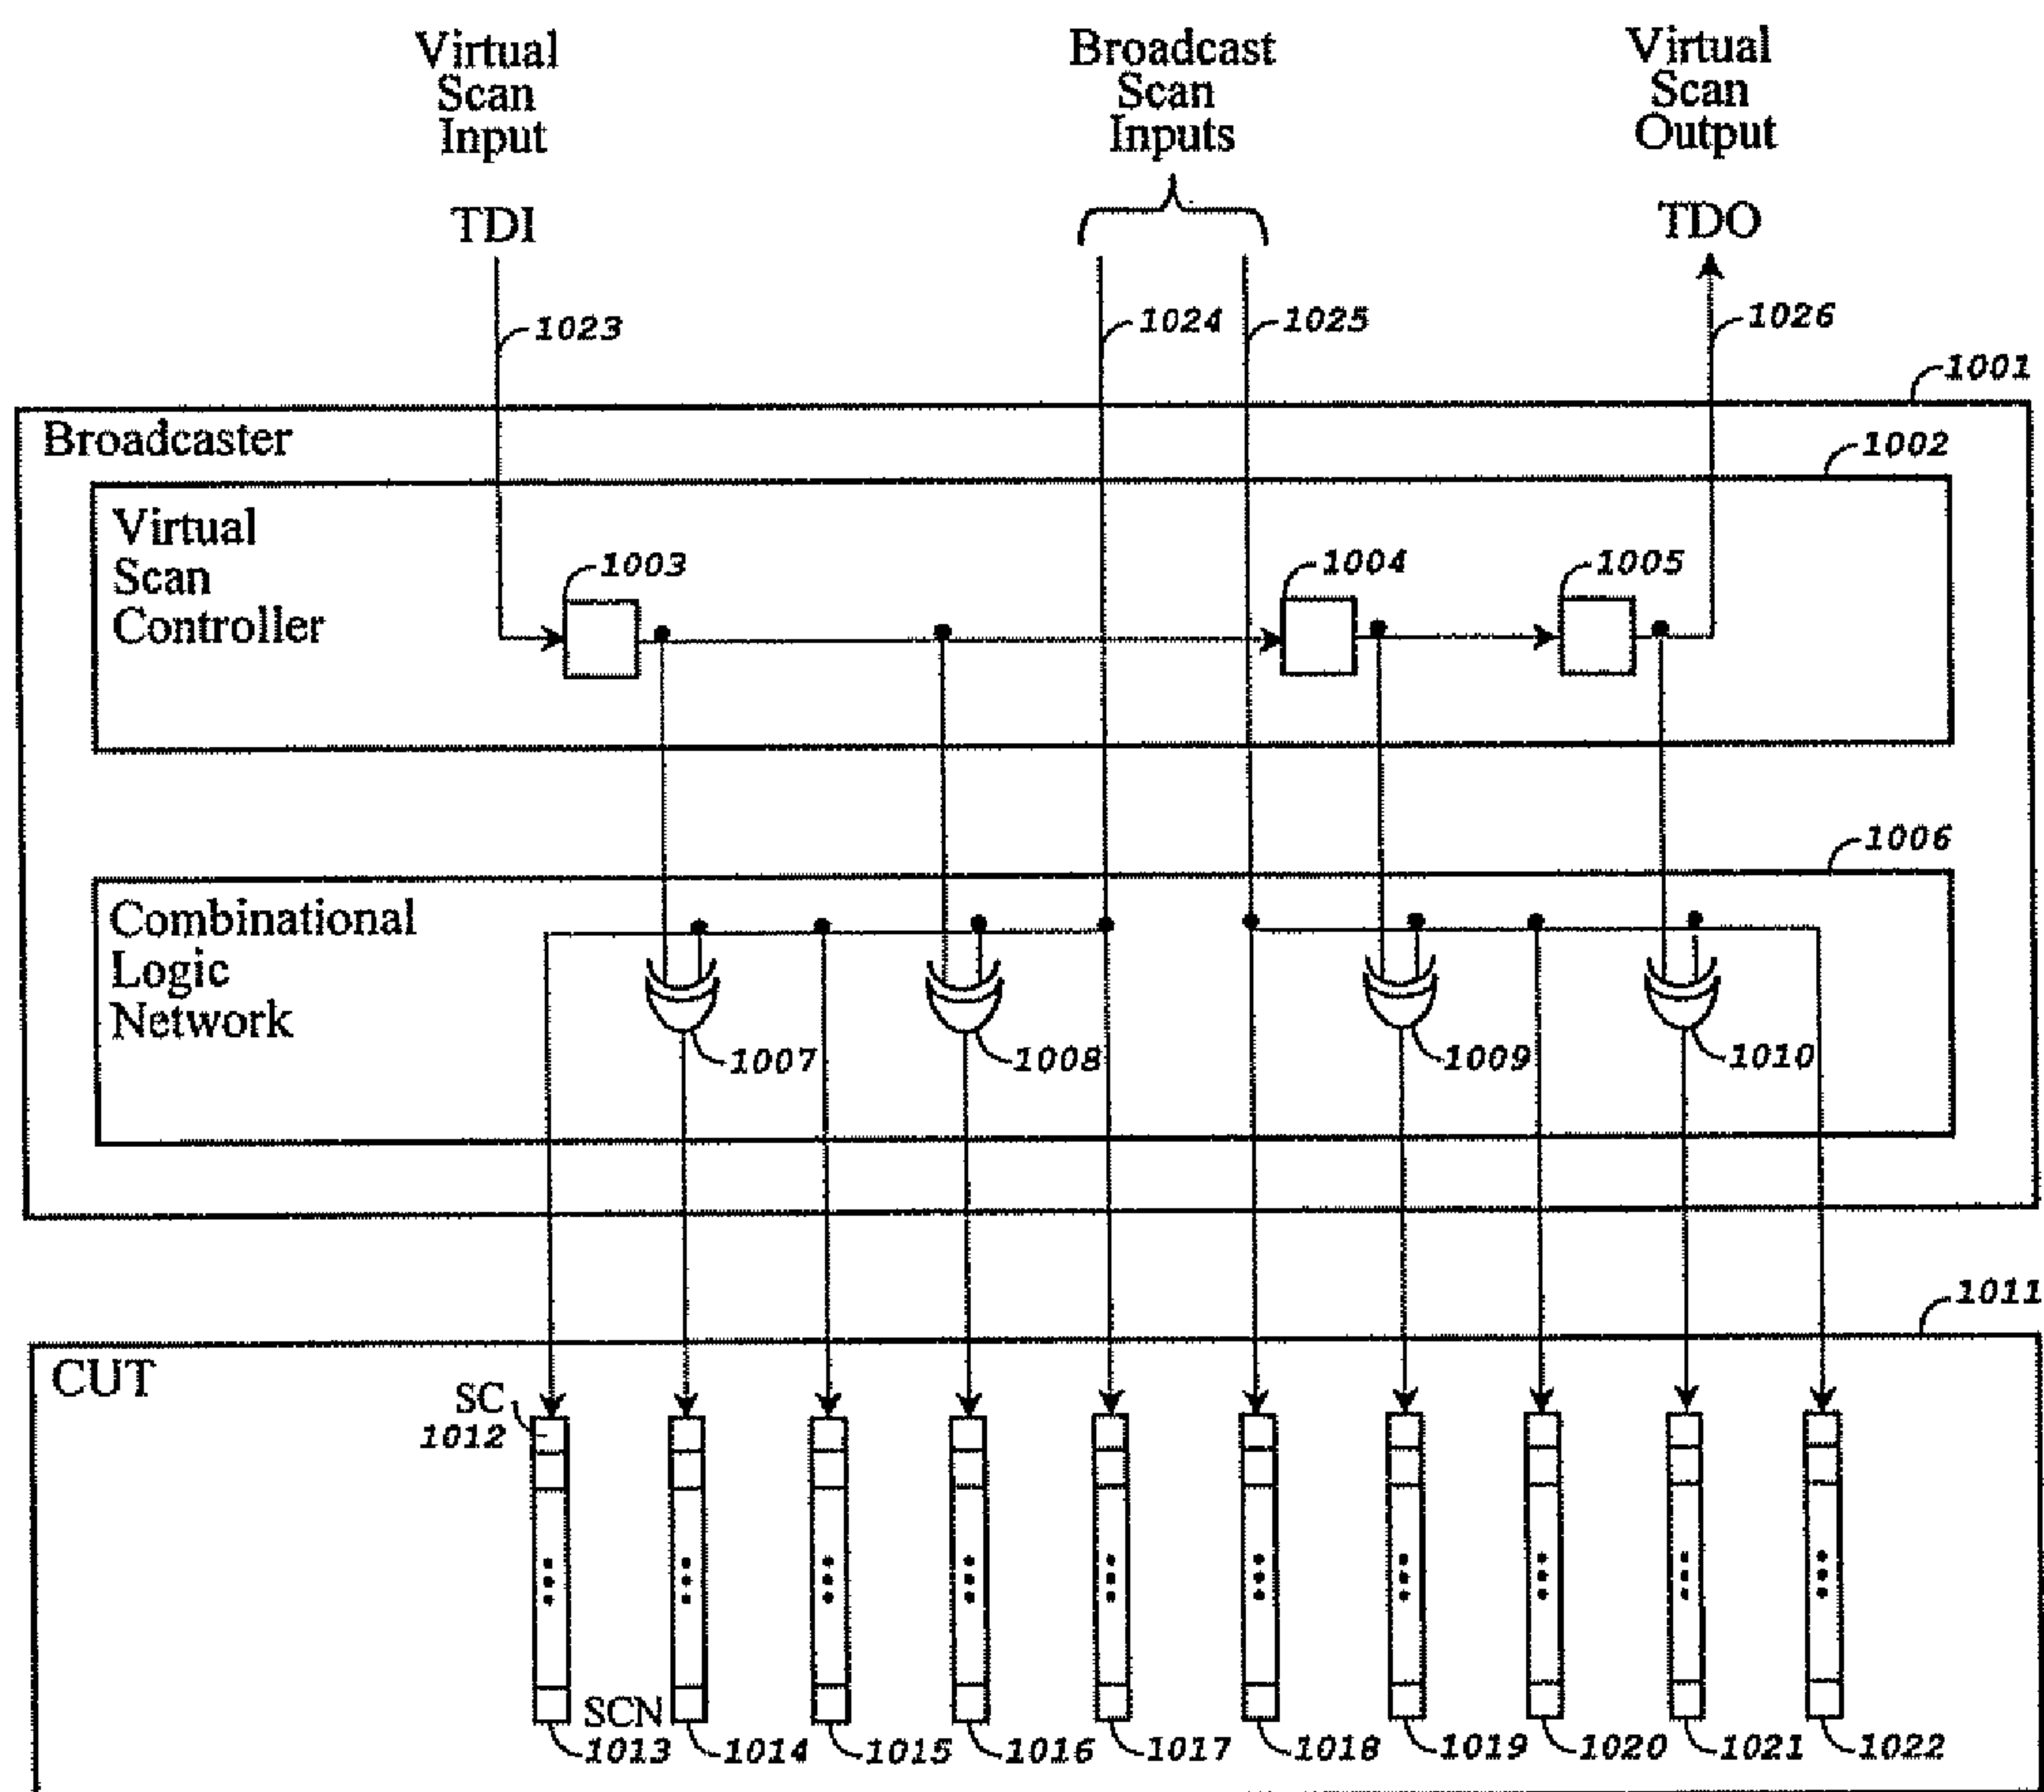 Virtual
Scan
Input
Broadcast
Scan
Inputs
Virtual
Scan
Output
TDI
TDO
1023
1024
1025
1026
1001
Broadcaster
1002
Virtual
Scan
Controller
1003
1004
1005
1006
Combinational
Logic
Network
1007
1008
1009
1010
1011
CUT
SC
1012
SCN
1013
1014
1015
1016
1017
1018
1019
1020
1021
1022